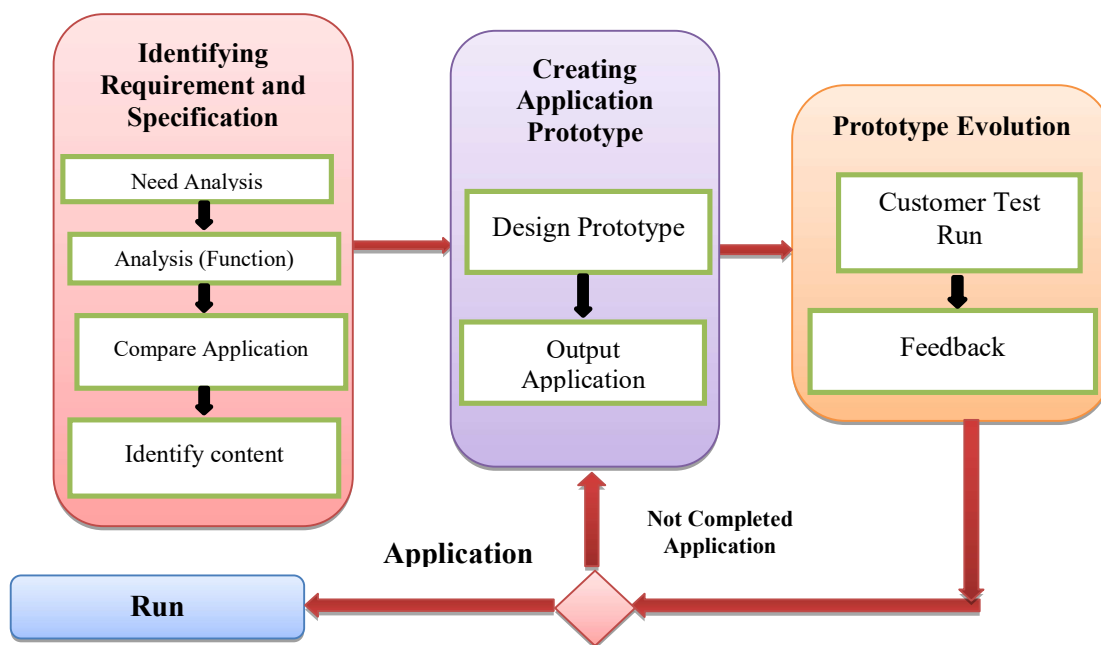 Identifying
Requirement and
Specification
Need Analysis
Analysis (Function)
Compare Application
Identify content
Creating
Application
Prototype
Design Prototype
Output
Application
Prototype Evolution
Customer Test
Run
Feedback
Not Completed
Application
Application
Run